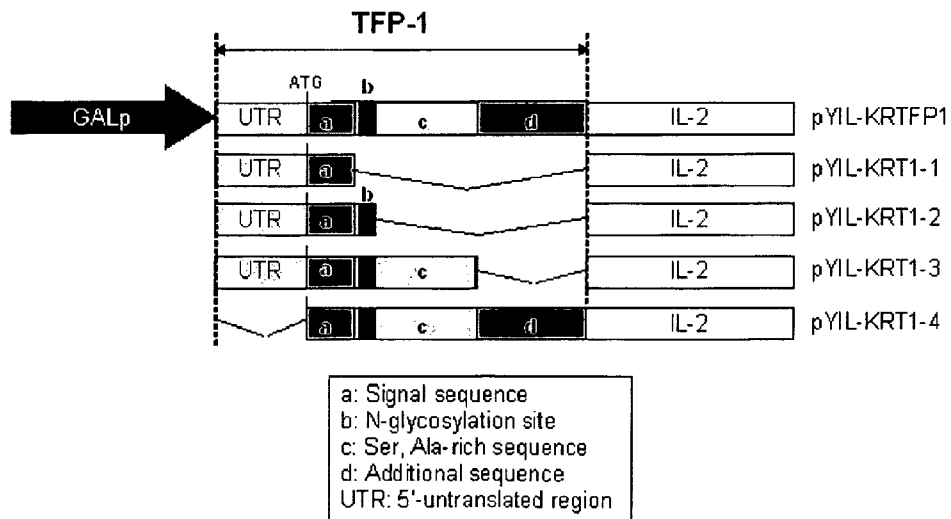 TFP-1
ATG
b
GALp
UTR a c d IL-2 pYIL-KRTFP1
UTR a IL-2 pYIL-KRT1-1
b
UTR a IL-2 pYIL-KRT1-2
UTR a c IL-2 pYIL-KRT1-3
a c d IL-2 pYIL-KRT1-4
a: Signal sequence
b: N-glycosylation site
c: Ser, Ala-rich sequence
d: Additional sequence
UTR: 5'-untranslated region